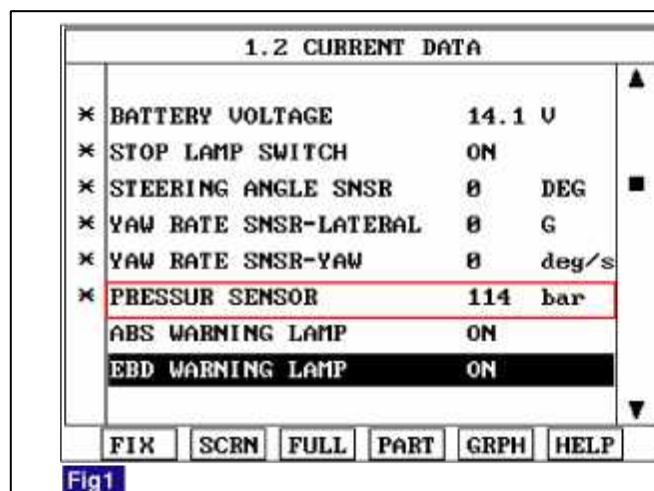 1.2 CURRENT DATA
* BATTERY VOLTAGE 14.1 V
* STOP LAMP SWITCH ON
* STEERING ANGLE SNSR 0 DEG
* YAW RATE SNSR-LATERAL 0 G
* YAW RATE SNSR-YAW 0 deg/s
* PRESSUR SENSOR 114 bar
ABS WARNING LAMP ON
EBD WARNING LAMP ON
FIX SCRN FULL PART GRPH HELP
Fig1